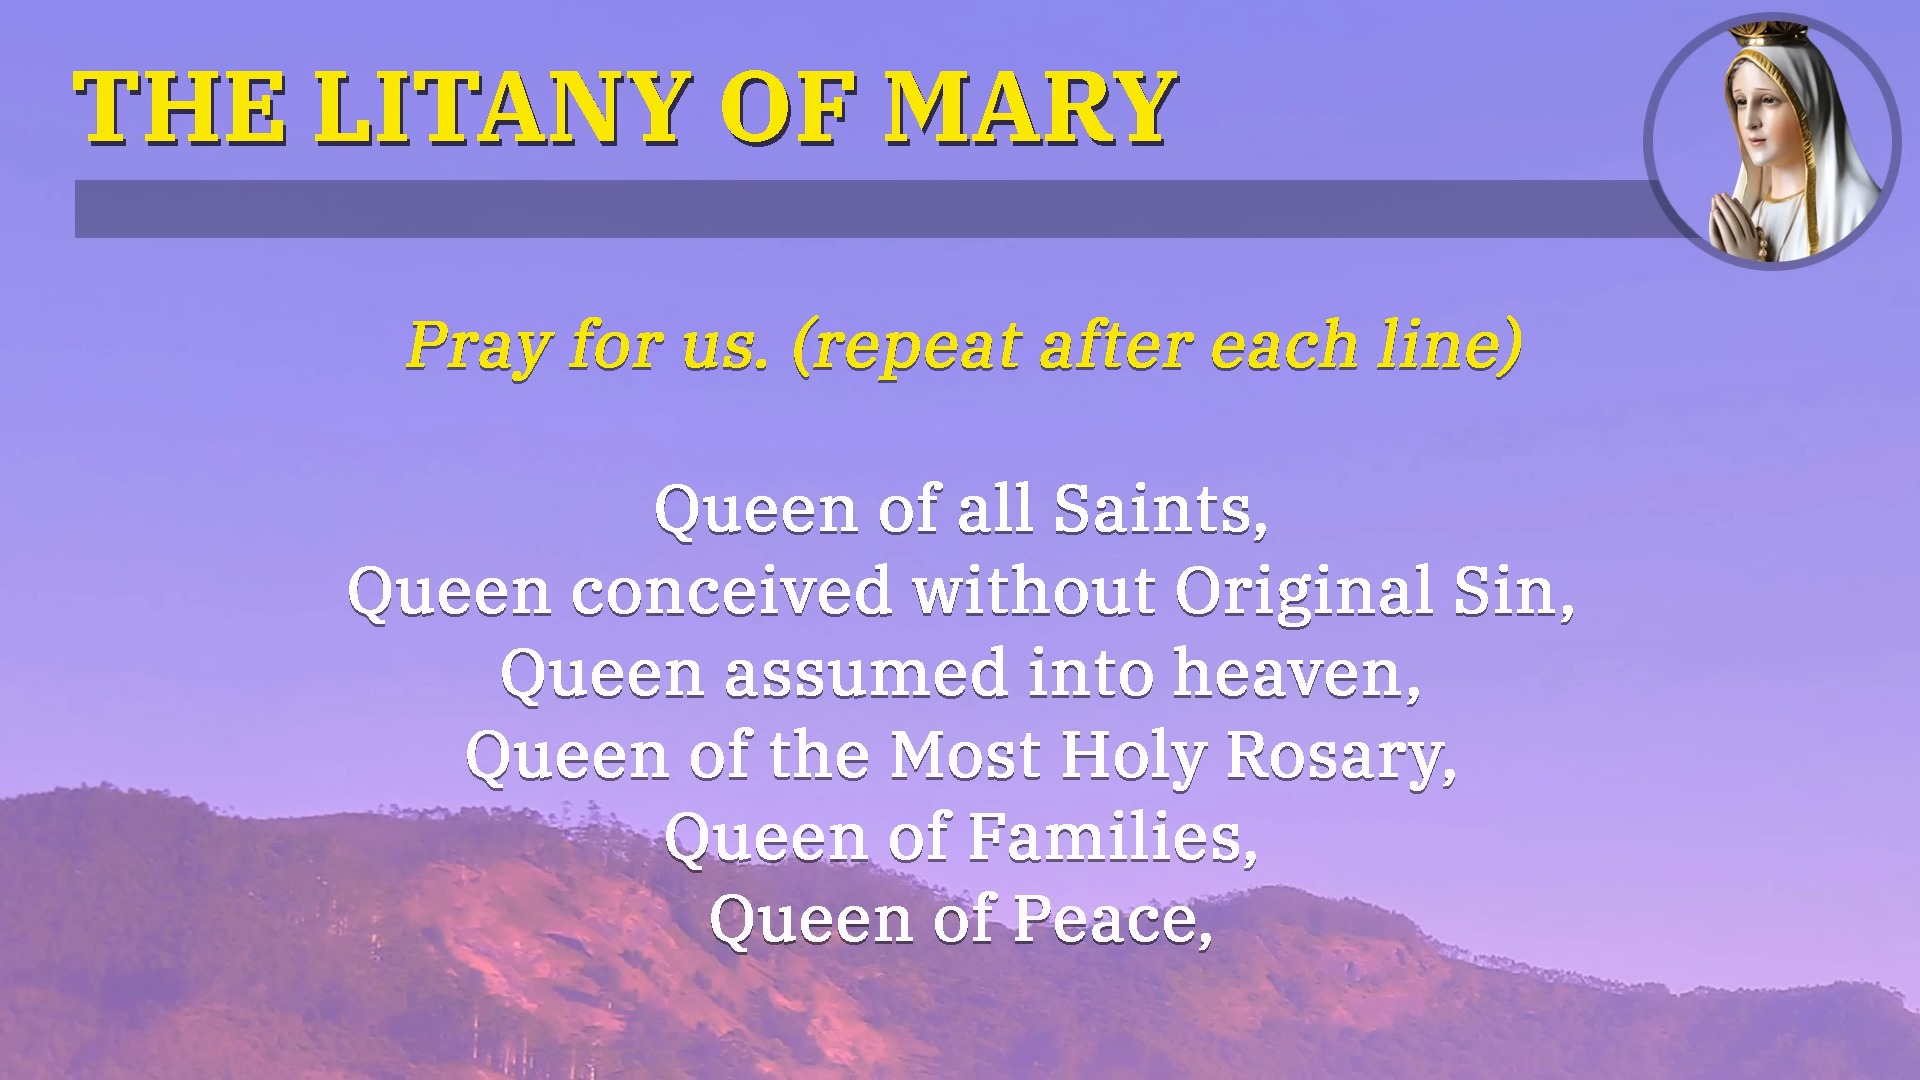 THE LITANY OF MARY
Pray for us. (repeat after each line)
Queen of all Saints,
Queen conceived without Original Sin,
Queen assumed into heaven,
Queen of the Most Holy Rosary,
Queen of Families,
Queen of Peace,